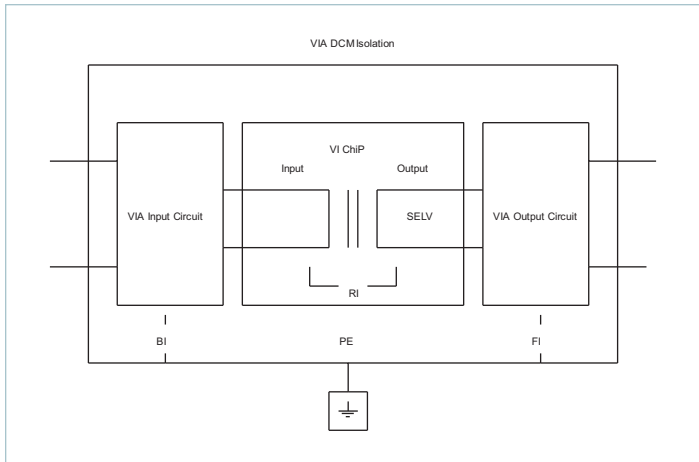 VIA DCM Isolation
VI ChiP
Input
Output
VIA Input Circuit
SELV
VIA Output Circuit
RI
BI
PE
FI